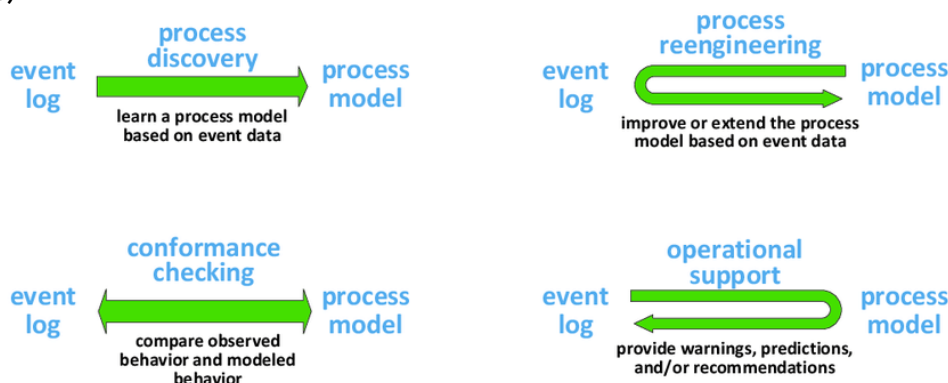 process
discovery
event
log
process
model
learn a process model
based on event data
process
reengineering
event
log
process
model
improve or extend the process
model based on event data
conformance
checking
event
log
process
model
compare observed
behavior and modeled
behavior
operational
support
event
log
process
model
provide warnings, predictions,
and/or recommendations